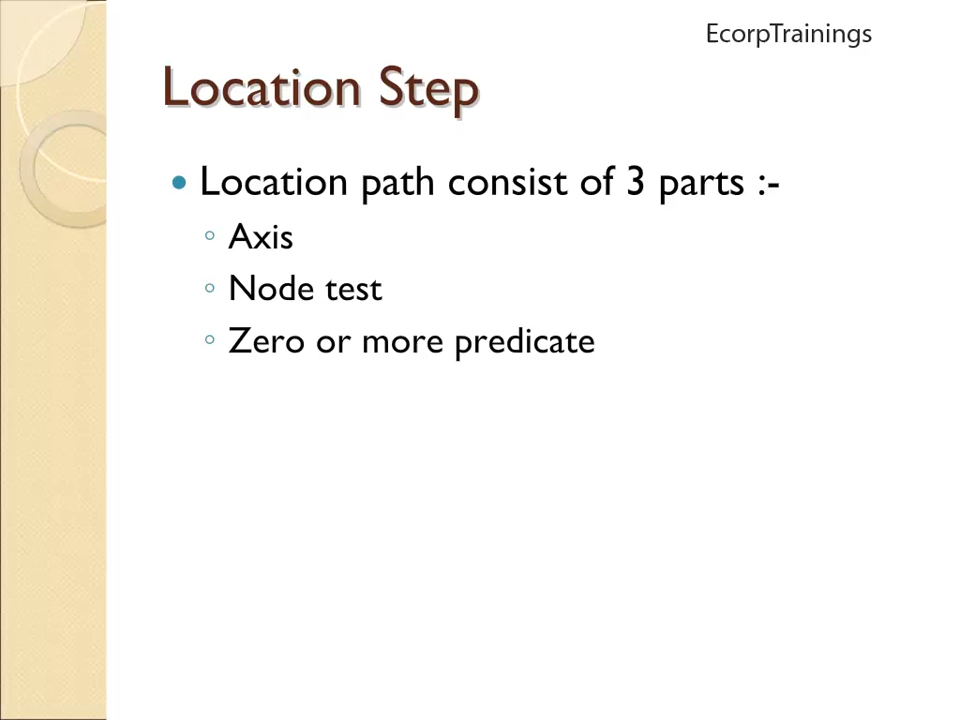 EcorpTrainings
Location Step
• Location path consist of 3 parts :-
◦ Axis
◦ Node test
◦ Zero or more predicate